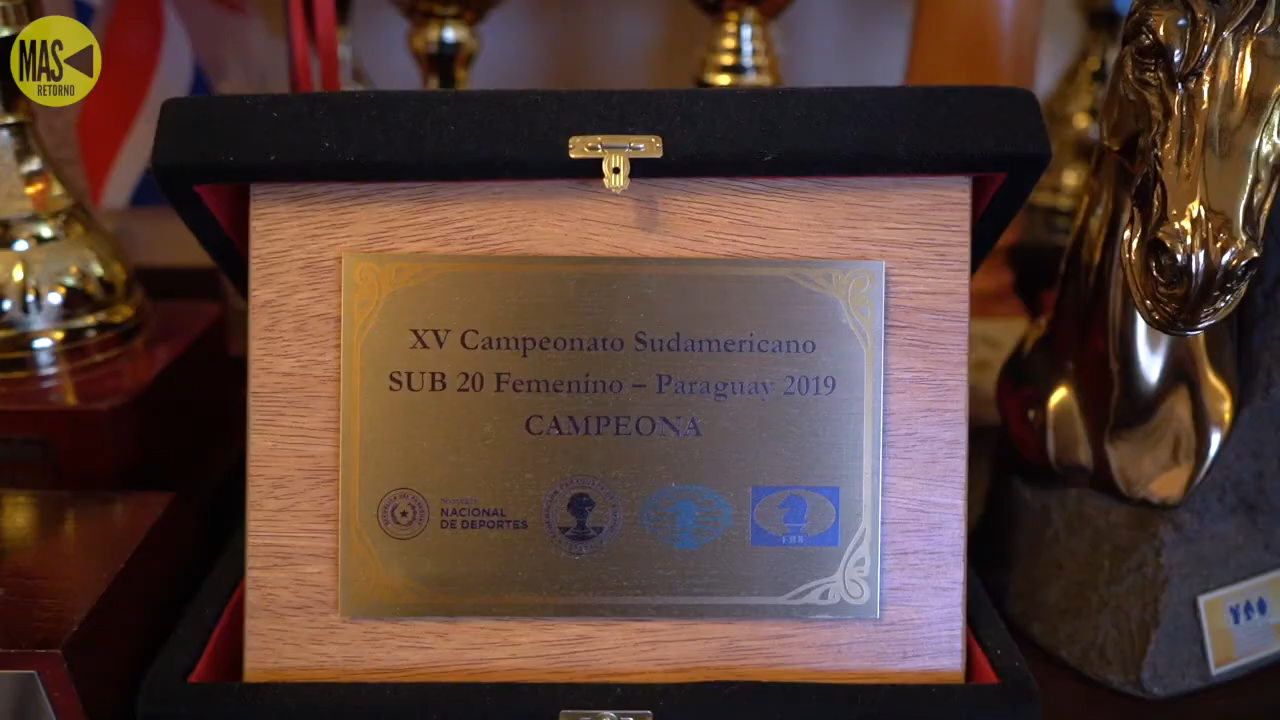 MAS
RETORNO
XV Campeonato Sudamericano
SUB 20 Femenino – Paraguay 2019
CAMPEONA
NACIONAL
DE DEPORTES